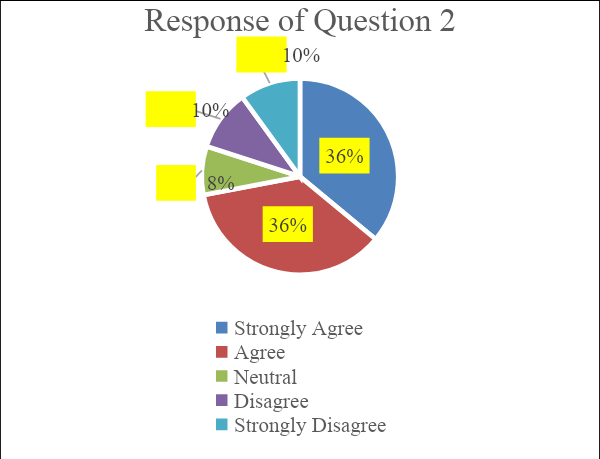 Response of Question 2
10%
10%
36%
8%
36%
Strongly Agree
Agree
Neutral
Disagree
Strongly Disagree